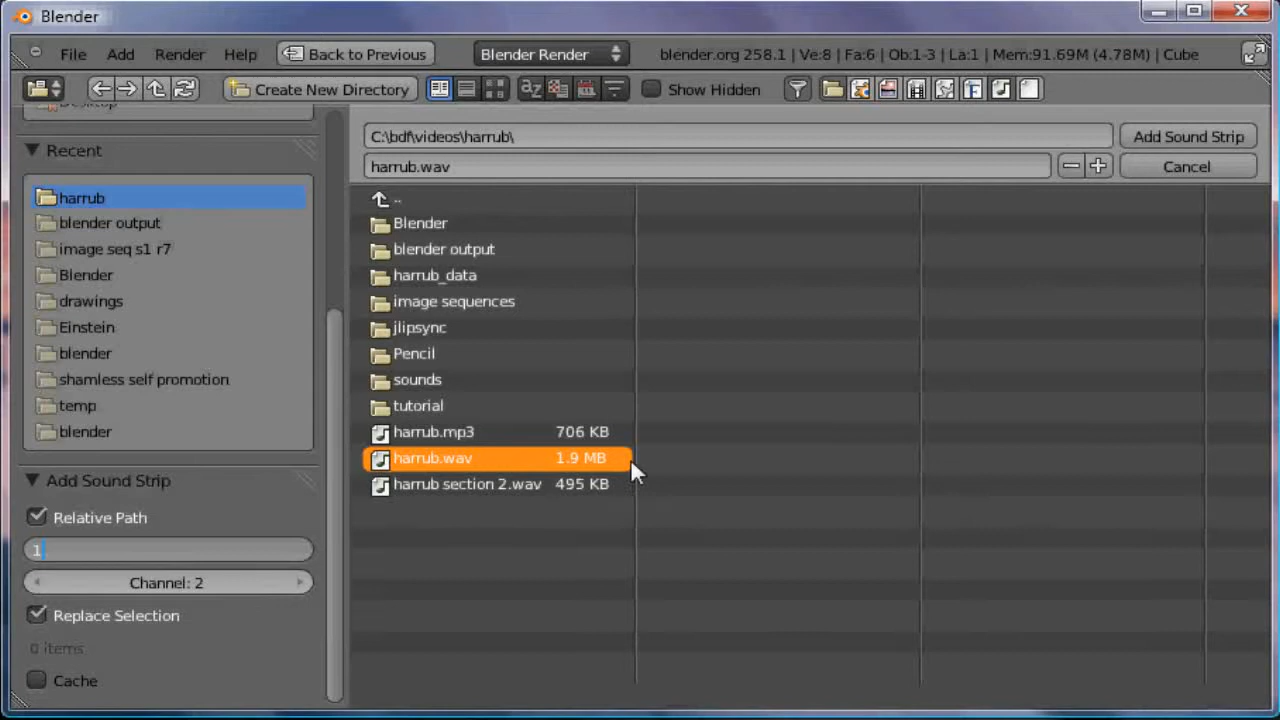 Blender
File Add Render Help Back to Previous Blender Render blender.org 258.1 | Ve:8 | Fa:6 | Ob:1-3 | La:1 | Mem:91.69M (4.78M) | Cube
Create New Directory Show Hidden
Desktop
C:\bdf\videos\harrub\ Add Sound Strip
harrub.wav Cancel
Recent
harrub
blender output
image seq s1 r7
Blender
drawings
Einstein
blender
shamless self promotion
temp
blender
Add Sound Strip
Relative Path
1
Channel: 2
Replace Selection
0 items
Cache
..
Blender
blender output
harrub_data
image sequences
jlipsync
Pencil
sounds
tutorial
harrub.mp3 706 KB
harrub.wav 1.9 MB
harrub section 2.wav 495 KB